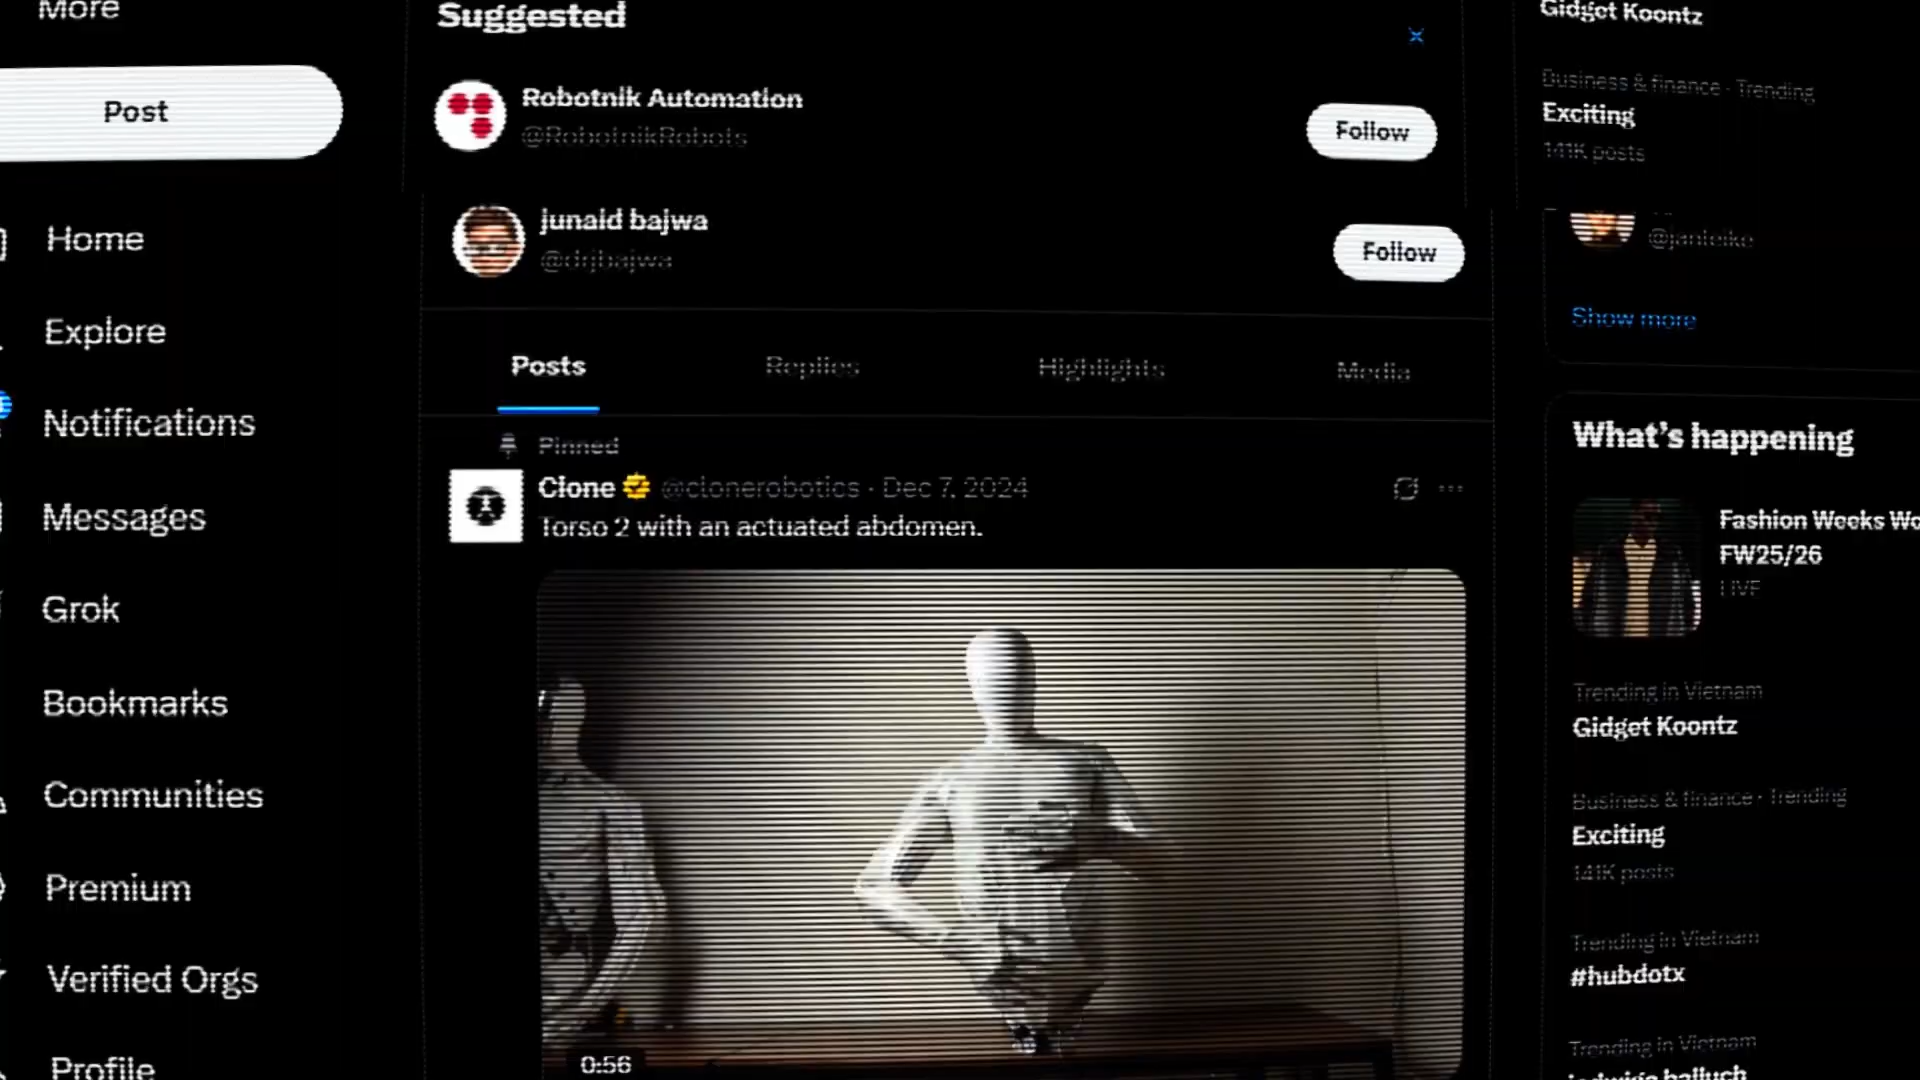 More
Post
Home
Explore
Notifications
Messages
Grok
Bookmarks
Communities
Premium
Verified Orgs
Profile
Suggested
Robotnik Automation
@RobotnikRobots
Follow
junaid bajwa
@drjbajwa
Follow
Posts
Replies
Highlights
Media
Pinned
Clone @clonerobotics · Dec 7, 2024
Torso 2 with an actuated abdomen.
0:56
Gidget Koontz
Business & finance · Trending
Exciting
141K posts
@janleike
Show more
What's happening
Fashion Weeks
FW25/26
LIVE
Trending in Vietnam
Gidget Koontz
Business & finance · Trending
Exciting
141K posts
Trending in Vietnam
#hubdotx
Trending in Vietnam